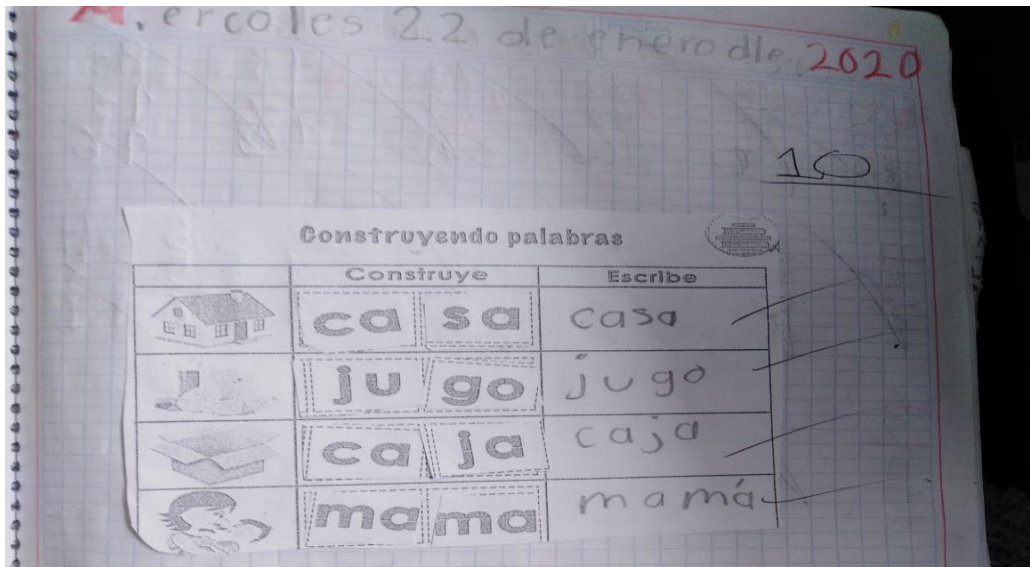 Miercoles 22 de enero dle 2020
10
Construyendo palabras
Construye Escribe
ca sa casa
ju go jugo
ca ja caja
ma ma mamá